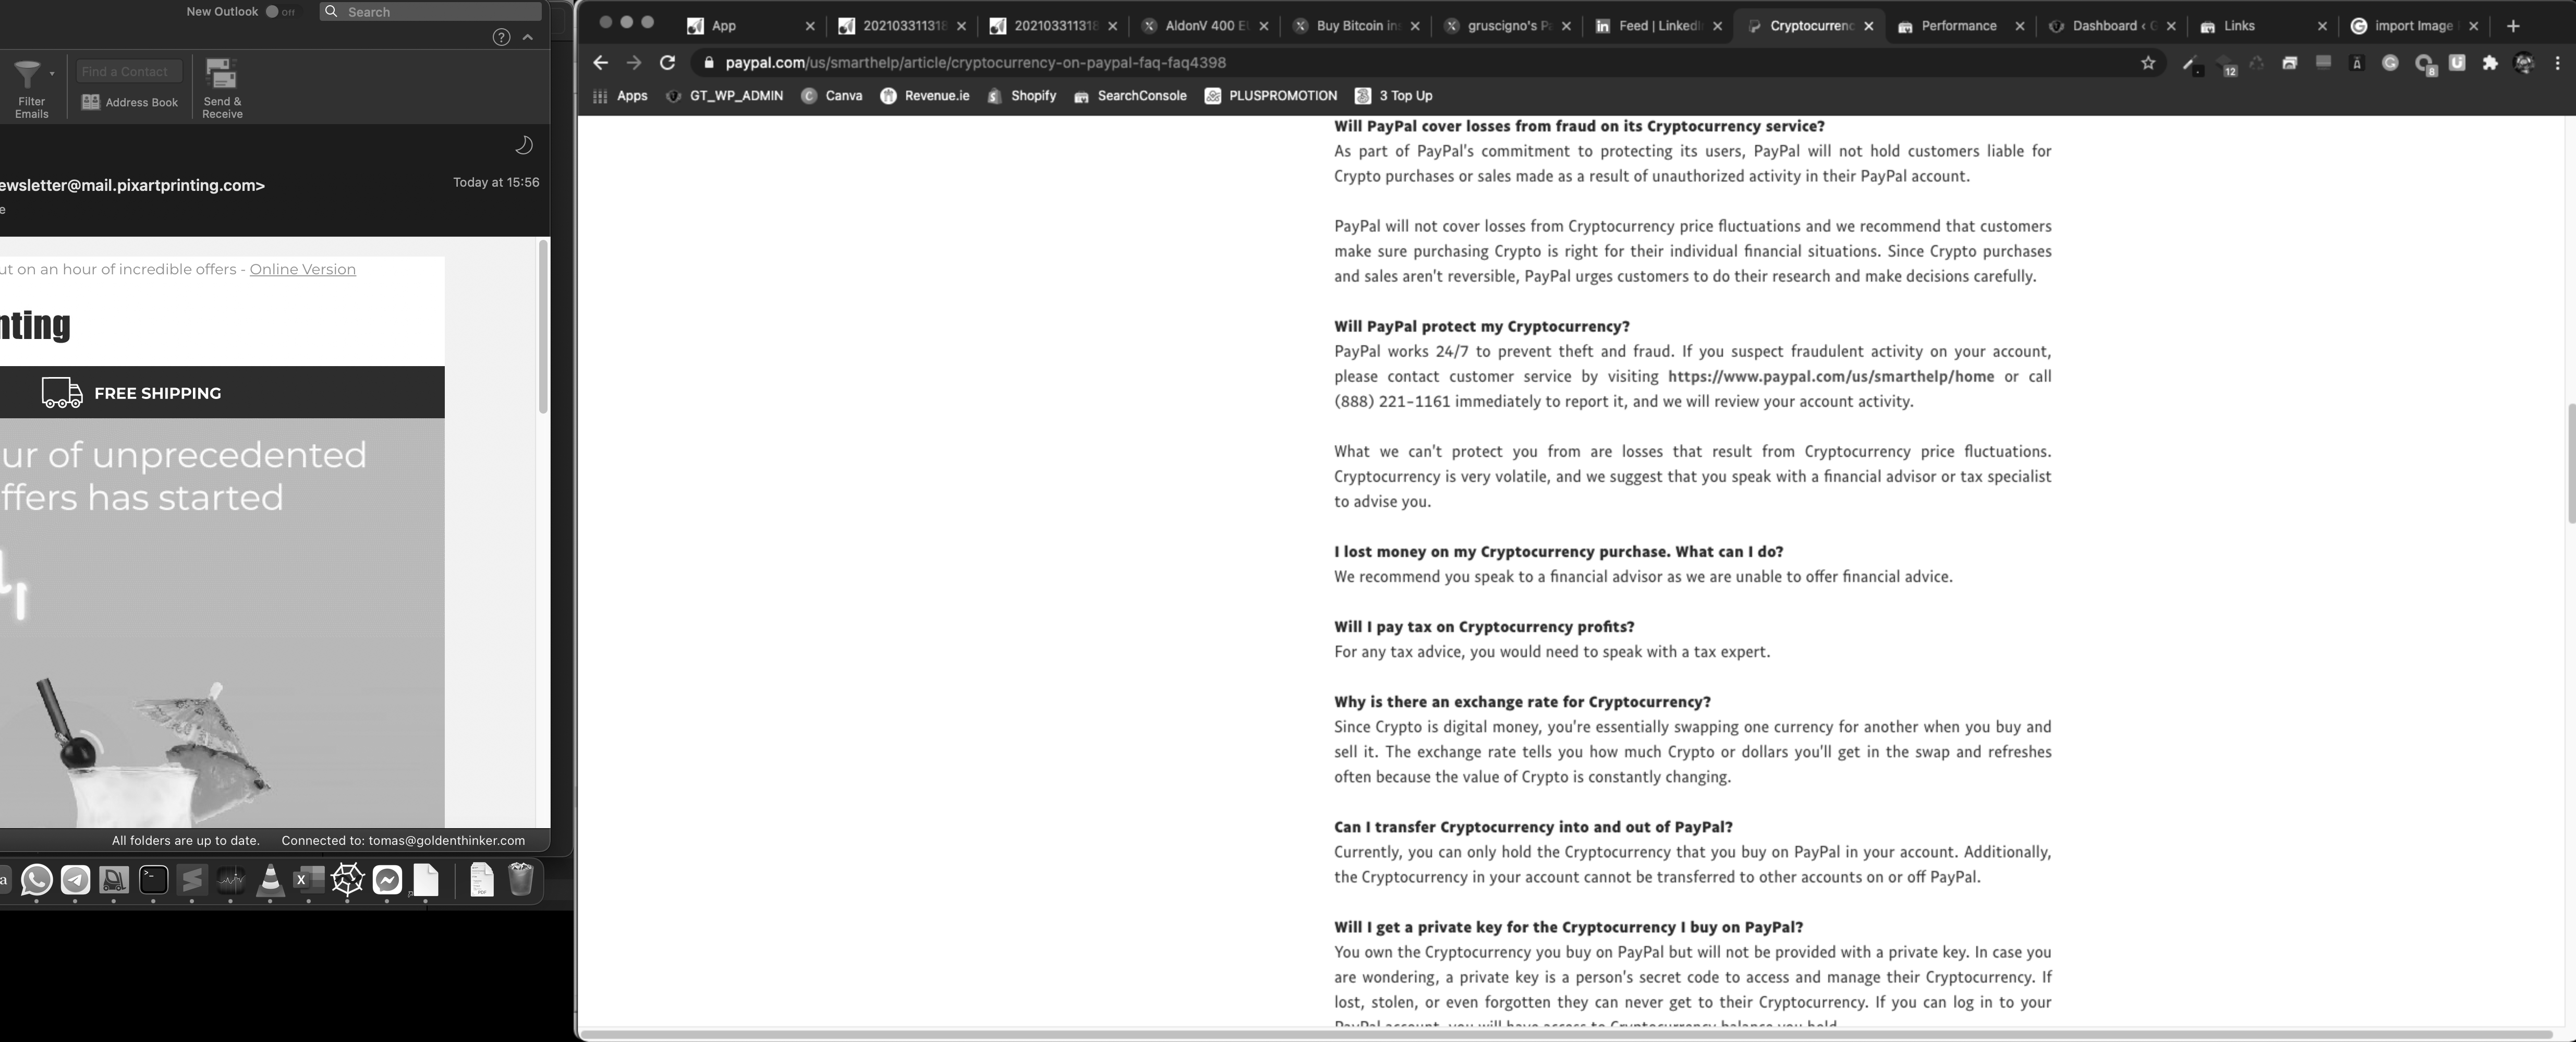 New Outlook
Off
Search
Find a Contact
Filter
Emails
Address Book
Send &
Receive
ewsletter@mail.pixartprinting.com>
Today at 15:56
e
ut on an hour of incredible offers - Online Version
nting
FREE SHIPPING
ur of unprecedented
ffers has started
All folders are up to date. Connected to: tomas@goldenthinker.com
App
202103311318
202103311318
AldonV 400 EU
Buy Bitcoin ins
gruscigno's Pa
Feed | LinkedIn
Cryptocurrenc
Performance
Dashboard ‹ G
Links
import Image
paypal.com/us/smarthelp/article/cryptocurrency-on-paypal-faq-faq4398
12
8
Apps
GT_WP_ADMIN
Canva
Revenue.ie
Shopify
SearchConsole
PLUSPROMOTION
3 Top Up
Will PayPal cover losses from fraud on its Cryptocurrency service?
As part of PayPal's commitment to protecting its users, PayPal will not hold customers liable for
Crypto purchases or sales made as a result of unauthorized activity in their PayPal account.
PayPal will not cover losses from Cryptocurrency price fluctuations and we recommend that customers
make sure purchasing Crypto is right for their individual financial situations. Since Crypto purchases
and sales aren't reversible, PayPal urges customers to do their research and make decisions carefully.
Will PayPal protect my Cryptocurrency?
PayPal works 24/7 to prevent theft and fraud. If you suspect fraudulent activity on your account,
please contact customer service by visiting https://www.paypal.com/us/smarthelp/home or call
(888) 221-1161 immediately to report it, and we will review your account activity.
What we can't protect you from are losses that result from Cryptocurrency price fluctuations.
Cryptocurrency is very volatile, and we suggest that you speak with a financial advisor or tax specialist
to advise you.
I lost money on my Cryptocurrency purchase. What can I do?
We recommend you speak to a financial advisor as we are unable to offer financial advice.
Will I pay tax on Cryptocurrency profits?
For any tax advice, you would need to speak with a tax expert.
Why is there an exchange rate for Cryptocurrency?
Since Crypto is digital money, you're essentially swapping one currency for another when you buy and
sell it. The exchange rate tells you how much Crypto or dollars you'll get in the swap and refreshes
often because the value of Crypto is constantly changing.
Can I transfer Cryptocurrency into and out of PayPal?
Currently, you can only hold the Cryptocurrency that you buy on PayPal in your account. Additionally,
the Cryptocurrency in your account cannot be transferred to other accounts on or off PayPal.
Will I get a private key for the Cryptocurrency I buy on PayPal?
You own the Cryptocurrency you buy on PayPal but will not be provided with a private key. In case you
are wondering, a private key is a person's secret code to access and manage their Cryptocurrency. If
lost, stolen, or even forgotten they can never get to their Cryptocurrency. If you can log in to your
PayPal account, you will have access to Cryptocurrency balance you hold.